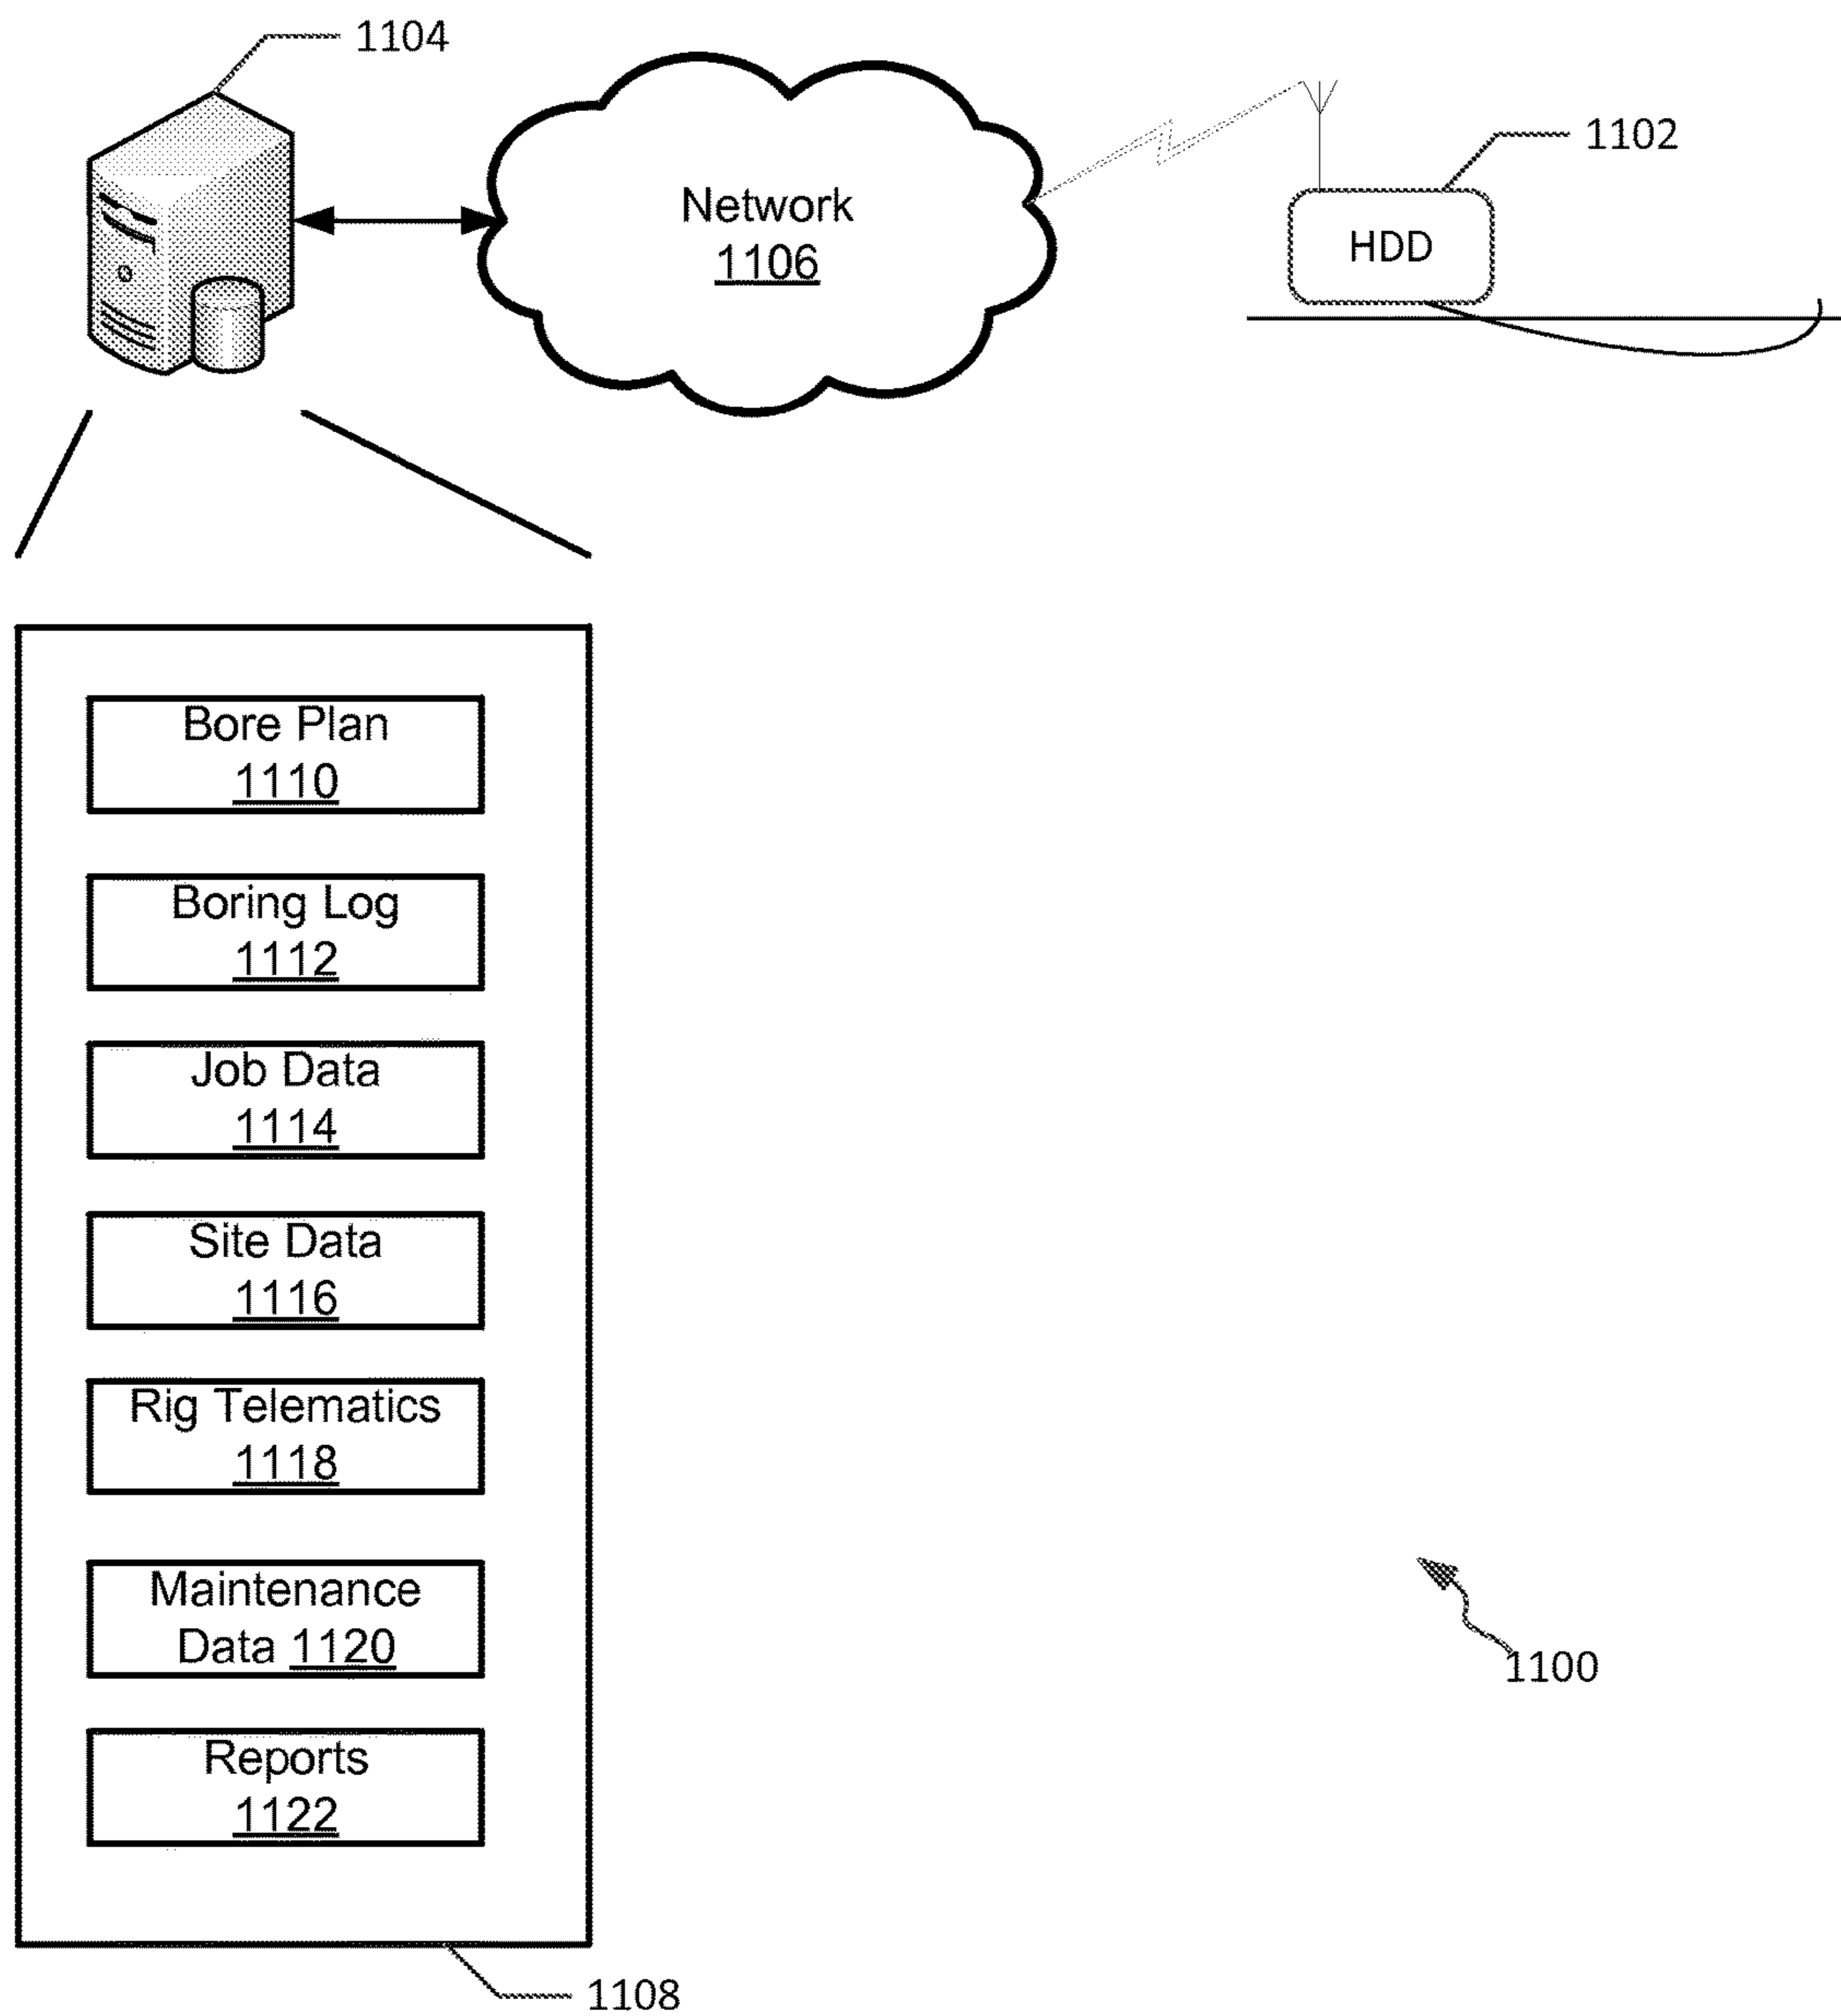 1104
1102
Network
1106
HDD
Bore Plan
1110
Boring Log
1112
Job Data
1114
Site Data
1116
Rig Telematics
1118
Maintenance
Data 1120
1100
Reports
1122
1108